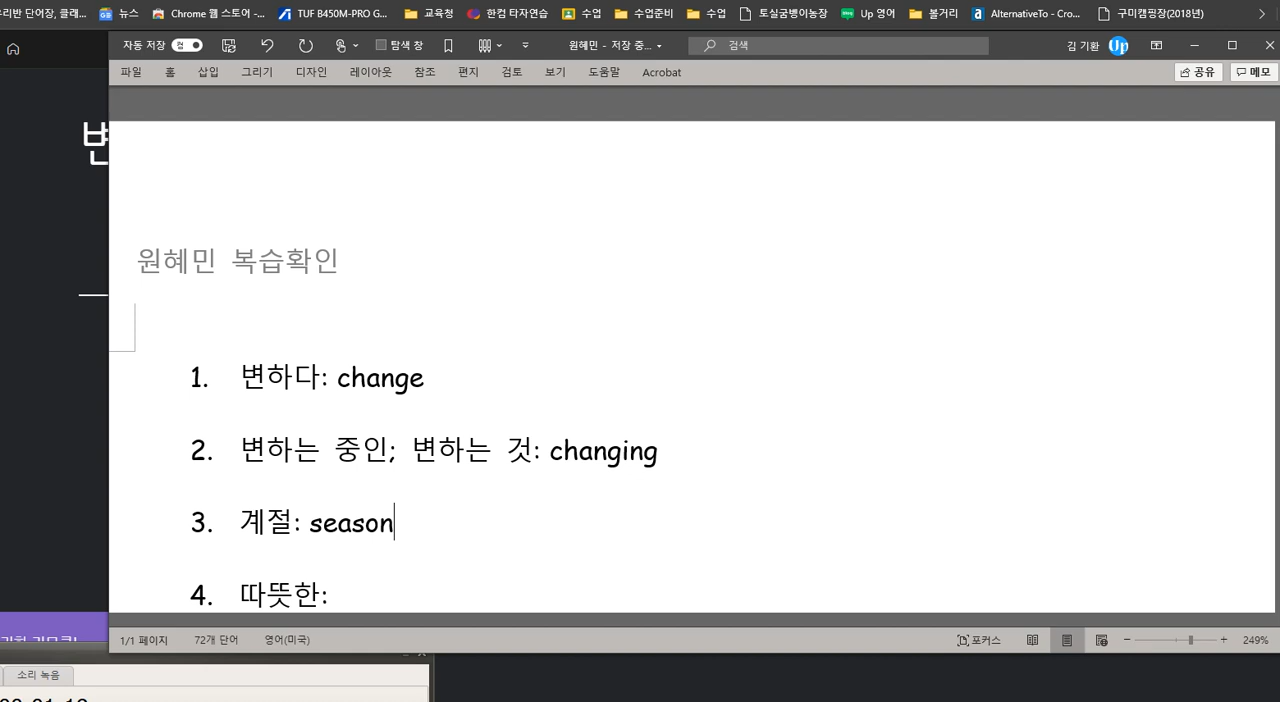 우리반 단어장, 클래... 뉴스 Chrome 웹 스토어 -... TUF B450M-PRO G... 교육청 한컴 타자연습 수업 수업준비 수집 토실굼벵이농장 Up 영어 볼거리 AlternativeTo - Cro... 구미캠핑장(2018년)
자동 저장 원혜민 - 저장 중... 검색 김 기환 Up
탐색 창
파일 홈 삽입 그리기 디자인 레이아웃 참조 편지 검토 보기 도움말 Acrobat 공유 메모
변
원혜민 복습확인
1. 변하다: change
2. 변하는 중인; 변하는 것: changing
3. 계절: season
4. 따뜻한:
1/1 페이지 72개 단어 영어(미국) 포커스 249%
소리 녹음